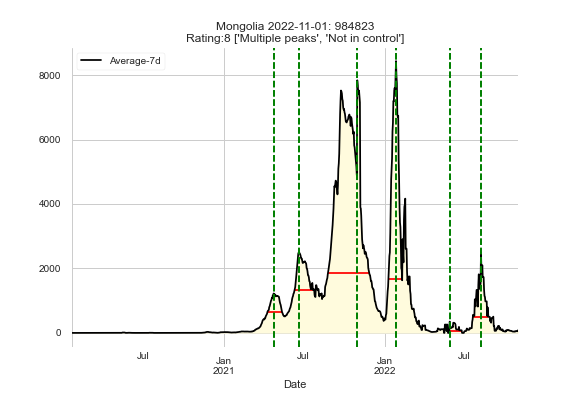 Mongolia 2022-11-01: 984823
Rating:8 ['Multiple peaks', 'Not in control']
Average-7d
8000
6000
4000
2000
0
Jul
Jan
2021
Jul
Jan
2022
Jul
Date